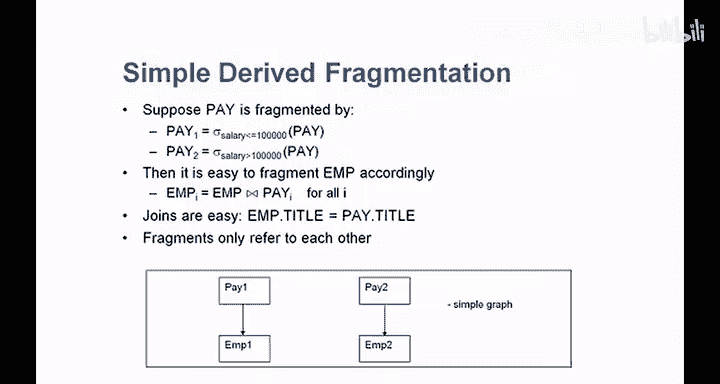 bilibili
Simple Derived Fragmentation
• Suppose PAY is fragmented by:
– PAY₁ = σsalary<=100000(PAY)
– PAY₂ = σsalary>100000(PAY)
• Then it is easy to fragment EMP accordingly
– EMPᵢ = EMP ⋈ PAYᵢ for all i
• Joins are easy: EMP.TITLE = PAY.TITLE
• Fragments only refer to each other
Pay1 Pay2
- simple graph
Emp1 Emp2